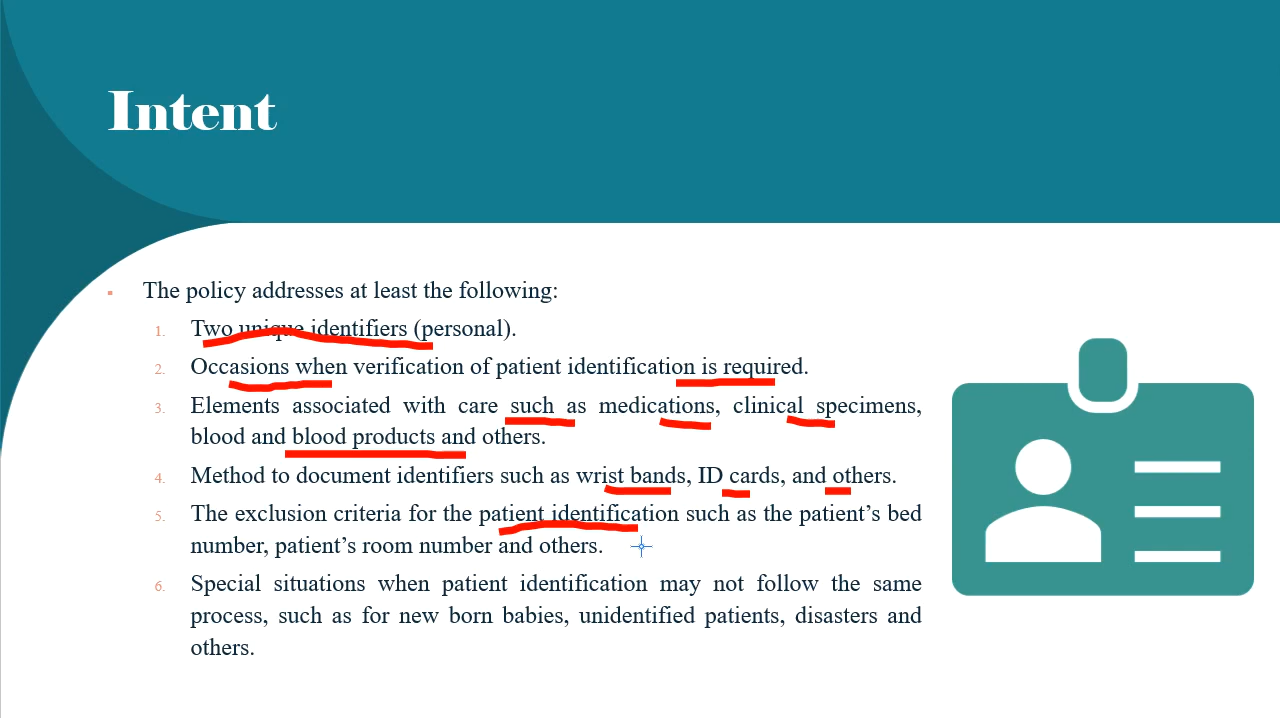 Intent
▪ The policy addresses at least the following:
1. Two unique identifiers (personal).
2. Occasions when verification of patient identification is required.
3. Elements associated with care such as medications, clinical specimens,
blood and blood products and others.
4. Method to document identifiers such as wrist bands, ID cards, and others.
5. The exclusion criteria for the patient identification such as the patient’s bed
number, patient’s room number and others.
6. Special situations when patient identification may not follow the same
process, such as for new born babies, unidentified patients, disasters and
others.